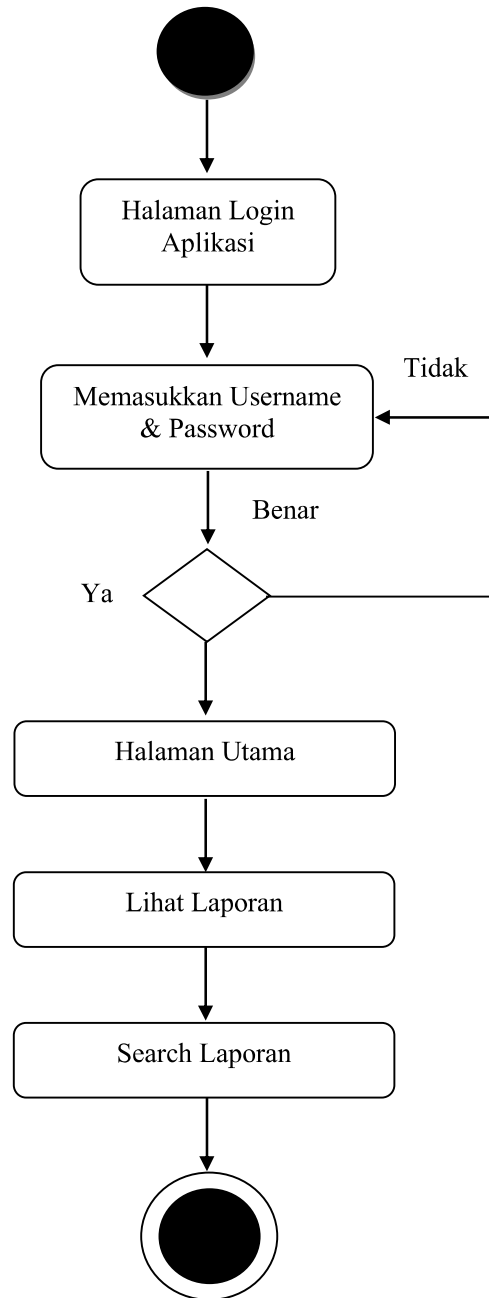 Halaman Login
Aplikasi
Tidak
Memasukkan Username
& Password
Benar
Ya
Halaman Utama
Lihat Laporan
Search Laporan